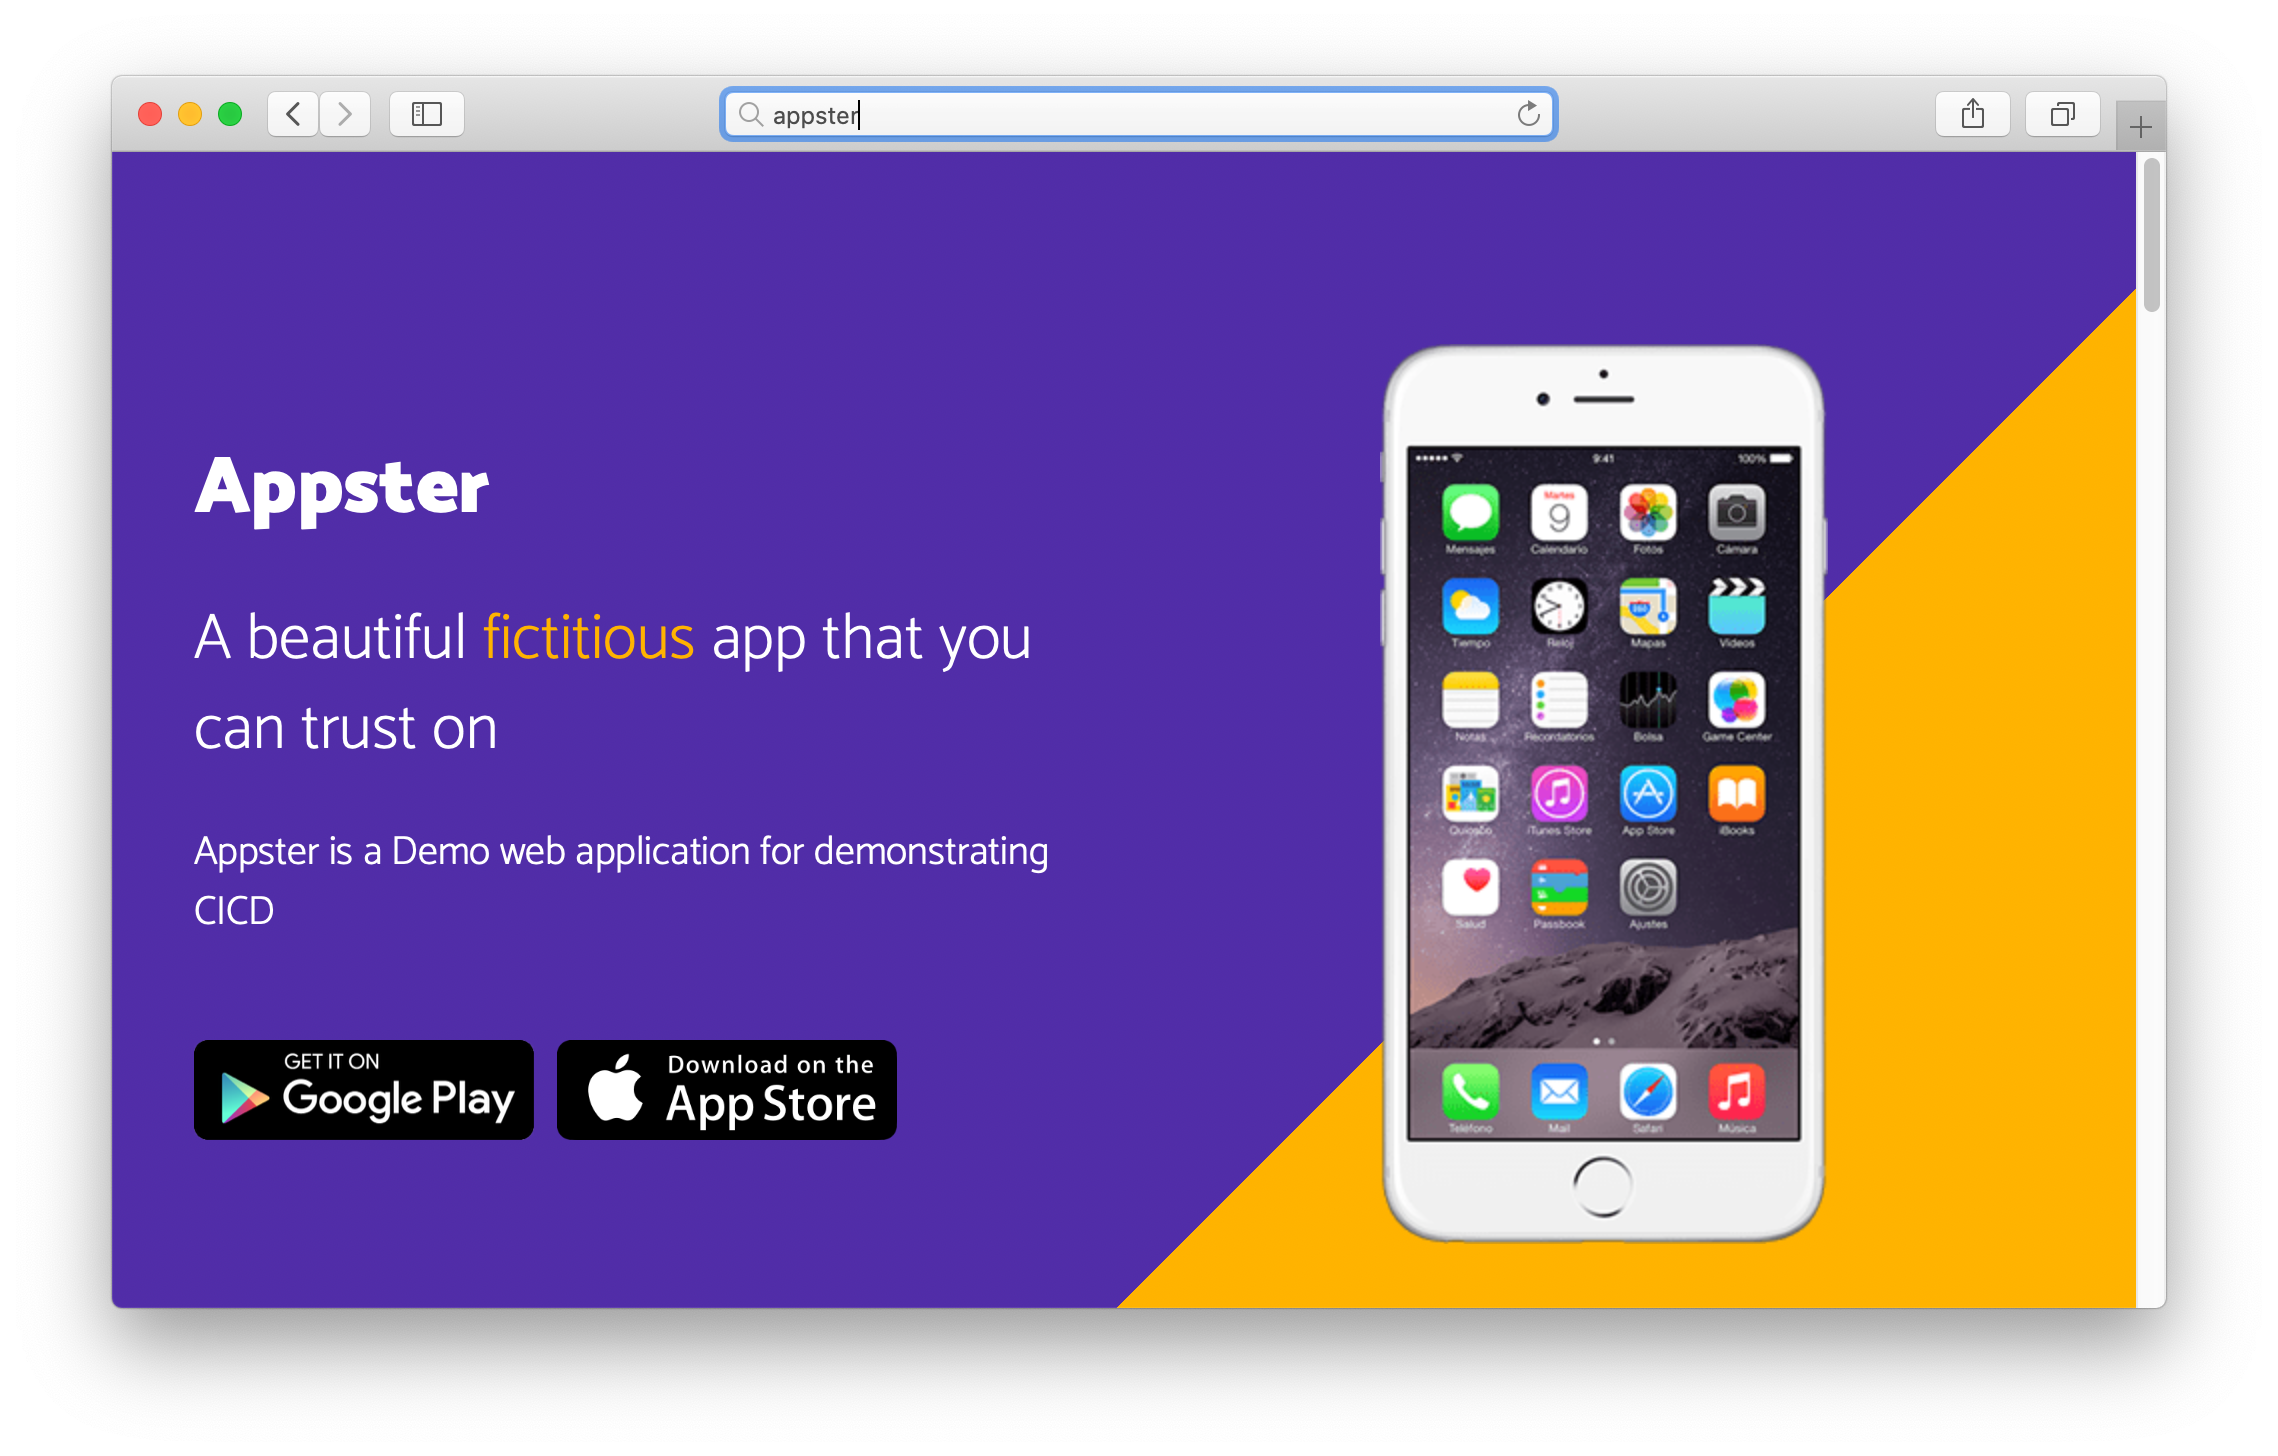 appster
Appster
A beautiful fictitious app that you
can trust on
Appster is a Demo web application for demonstrating
CICD
GET IT ON
Google Play
Download on the
App Store
9:41
100%
Martes
9
Mensajes
Calendario
Fotos
Cámara
Tiempo
Reloj
Mapas
Vídeos
280
Notas
Recordatorios
Bolsa
Game Center
Quiosco
iTunes Store
App Store
iBooks
Salud
Passbook
Ajustes
Teléfono
Mail
Safari
Música